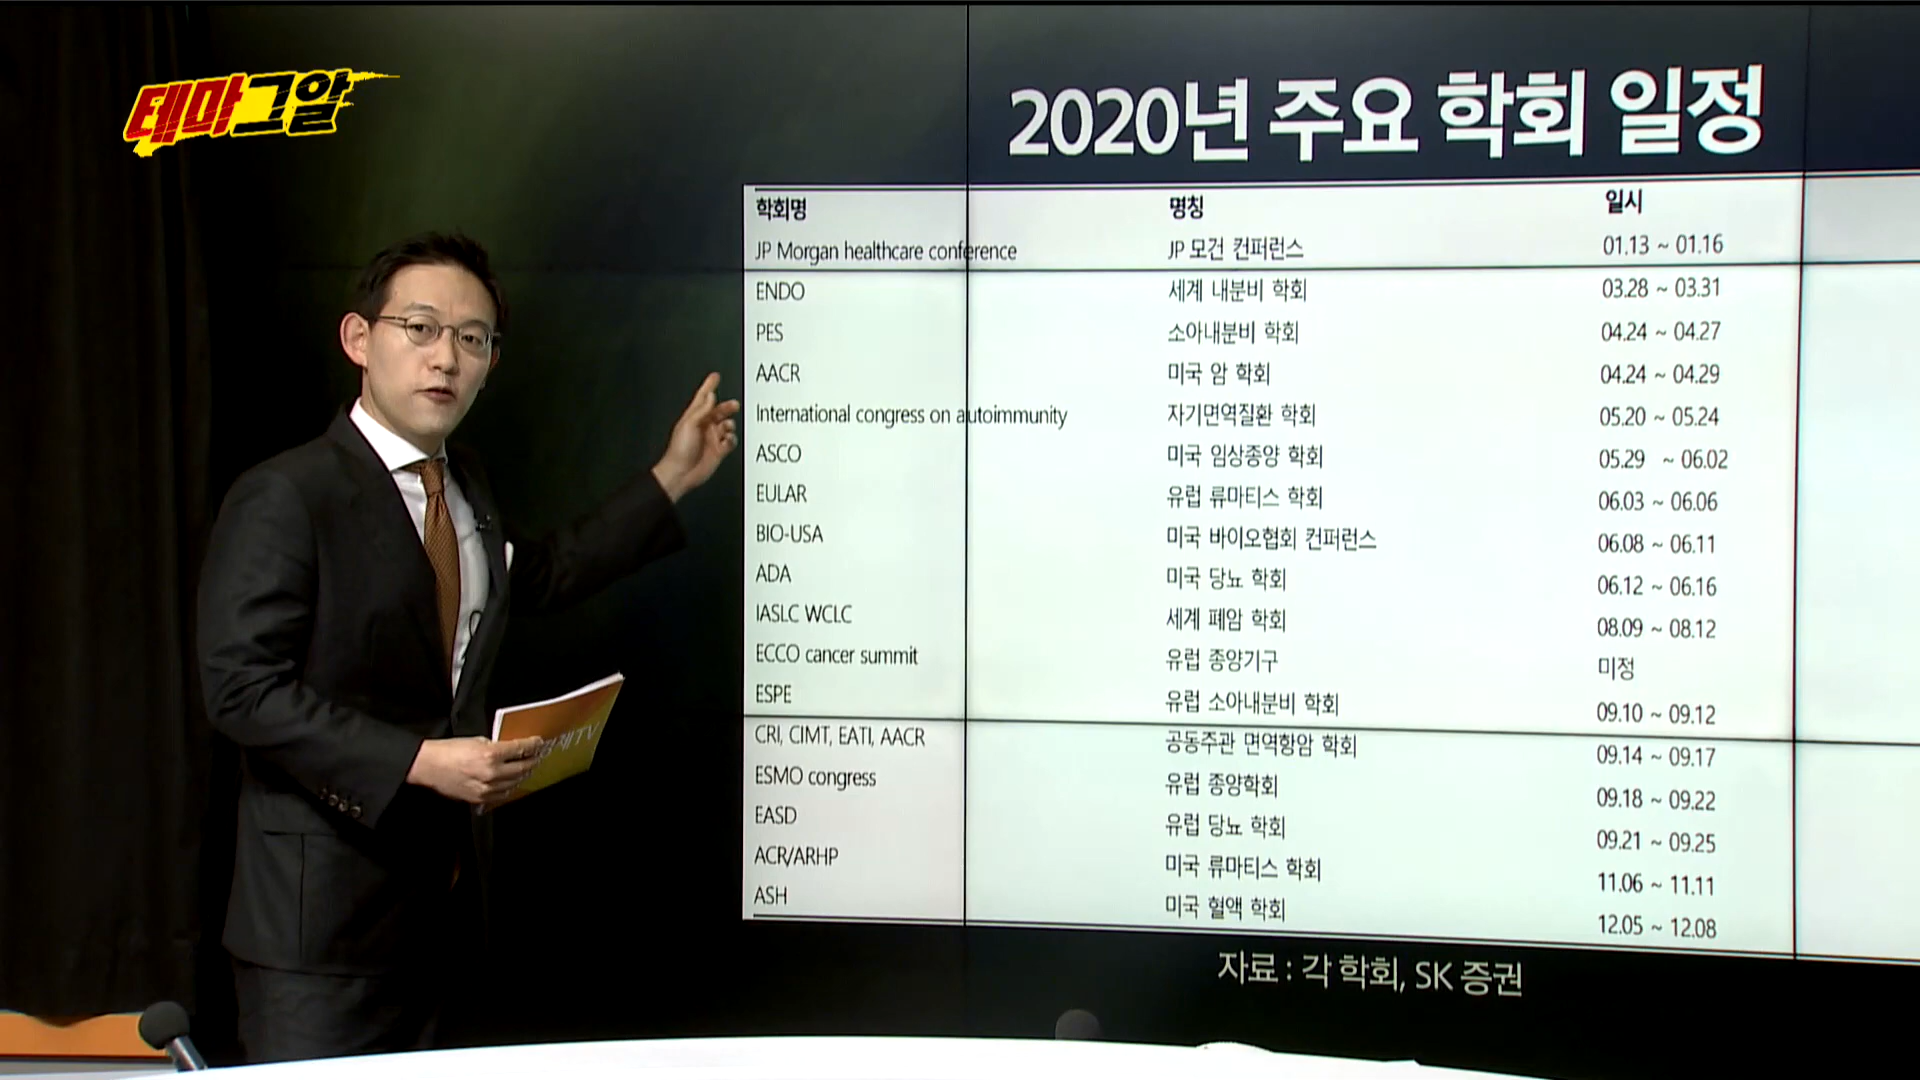 테마그알
2020년 주요 학회 일정
학회명 명칭 일시
JP Morgan healthcare conference JP 모건 컨퍼런스 01.13 ~ 01.16
ENDO 세계 내분비 학회 03.28 ~ 03.31
PES 소아내분비 학회 04.24 ~ 04.27
AACR 미국 암 학회 04.24 ~ 04.29
International congress on autoimmunity 자기면역질환 학회 05.20 ~ 05.24
ASCO 미국 임상종양 학회 05.29 ~ 06.02
EULAR 유럽 류마티스 학회 06.03 ~ 06.06
BIO-USA 미국 바이오협회 컨퍼런스 06.08 ~ 06.11
ADA 미국 당뇨 학회 06.12 ~ 06.16
IASLC WCLC 세계 폐암 학회 08.09 ~ 08.12
ECCO cancer summit 유럽 종양기구 미정
ESPE 유럽 소아내분비 학회 09.10 ~ 09.12
CRI, CIMT, EATI, AACR 공동주관 면역항암 학회 09.14 ~ 09.17
ESMO congress 유럽 종양학회 09.18 ~ 09.22
EASD 유럽 당뇨 학회 09.21 ~ 09.25
ACR/ARHP 미국 류마티스 학회 11.06 ~ 11.11
ASH 미국 혈액 학회 12.05 ~ 12.08
자료 : 각 학회, SK 증권
경제TV